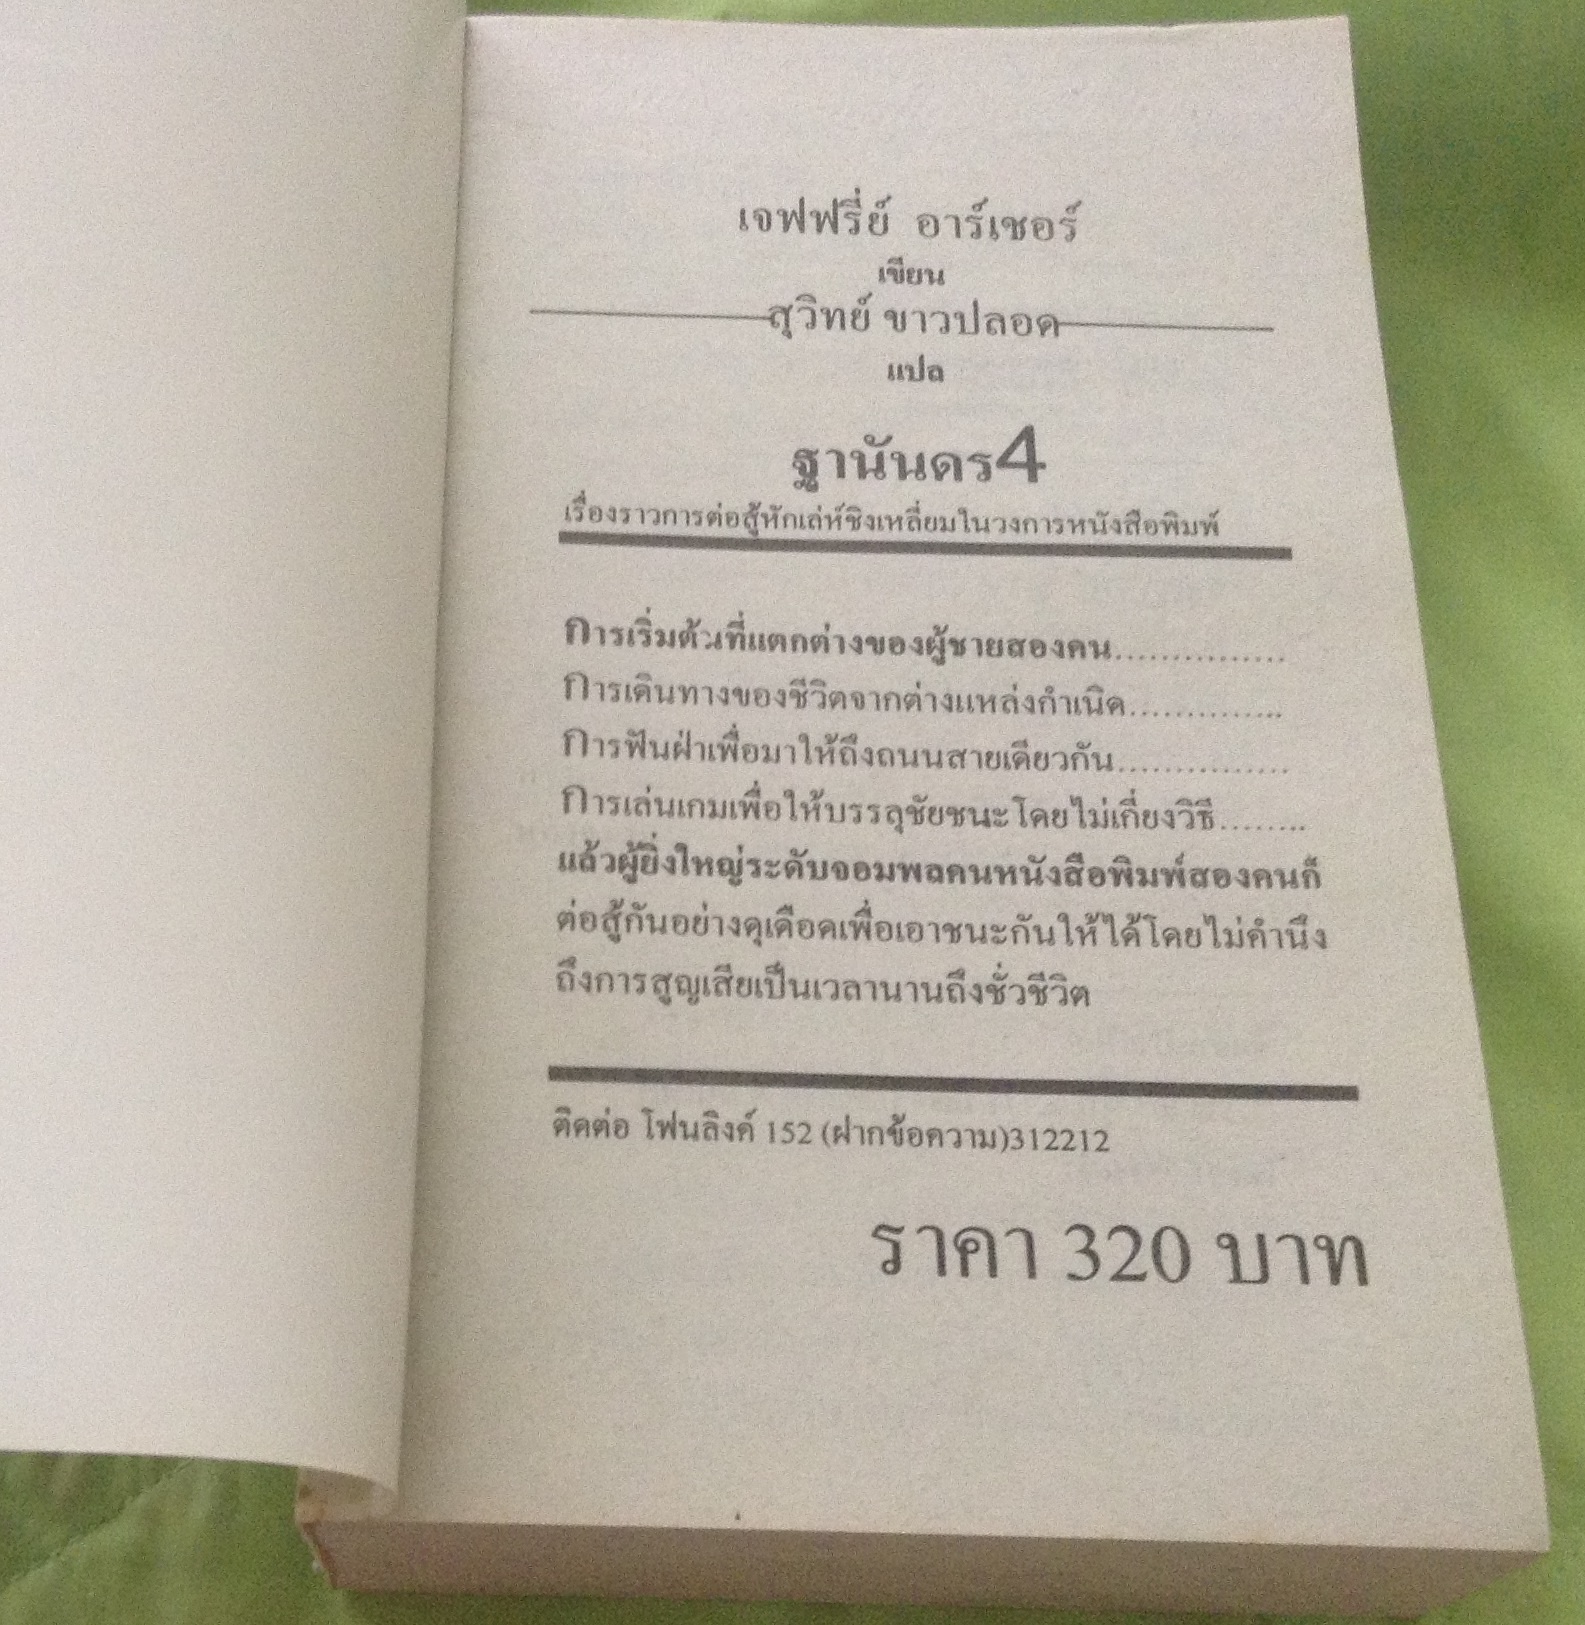 เจฟฟรี่ย์ อาร์เชอร์
เขียน
สุวิทย์ ขาวปลอด
แปล
ฐานันดร4
เรื่องราวการต่อสู้หักเล่ห์ชิงเหลี่ยมในวงการหนังสือพิมพ์
การเริ่มต้นที่แตกต่างของผู้ชายสองคน...............
การเดินทางของชีวิตจากต่างแหล่งกำเนิด..............
การฟันฝ่าเพื่อมาให้ถึงถนนสายเดียวกัน...............
การเล่นเกมเพื่อให้บรรลุชัยชนะโดยไม่เกี่ยงวิธี........
แล้วผู้ยิ่งใหญ่ระดับจอมพลคนหนังสือพิมพ์สองคนก็
ต่อสู้กันอย่างดุเดือดเพื่อเอาชนะกันให้ได้โดยไม่คำนึง
ถึงการสูญเสียเป็นเวลานานถึงชั่วชีวิต
ติดต่อ โฟนลิงค์ 152 (ฝากข้อความ)312212
ราคา 320 บาท